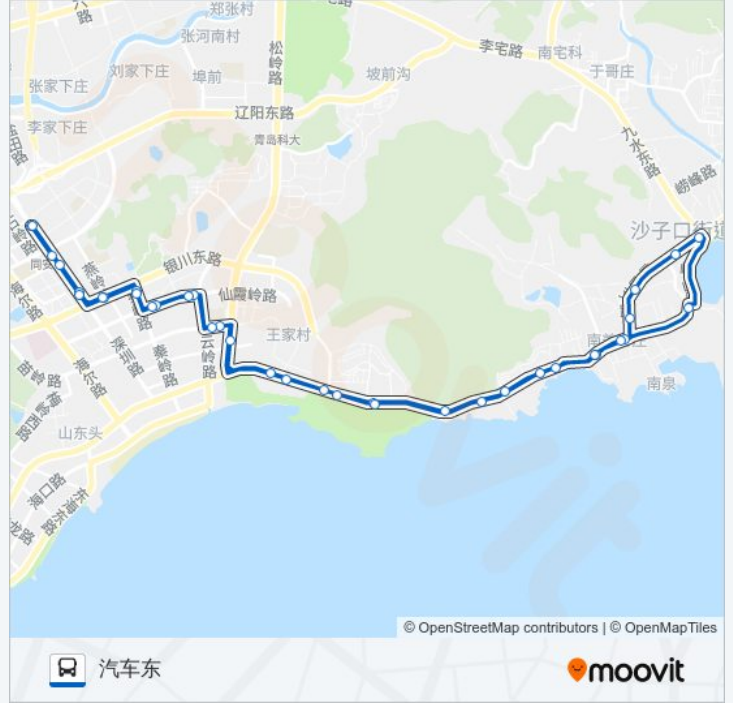 郑张村
张河南村
张家下庄
刘家下庄
埠前
松岭路
坡前沟
李宅路
南宅科
于哥庄
辽阳东路
李家下庄
青岛科大
九水东路
崂峰路
沙子口街道
银川东路
仙霞岭路
海尔路
王家村
深圳路
秦岭路
云岭路
海尔路
南泉
山东头
海口路
东海东路
© OpenStreetMap contributors | © OpenMapTiles
汽车东
moovit